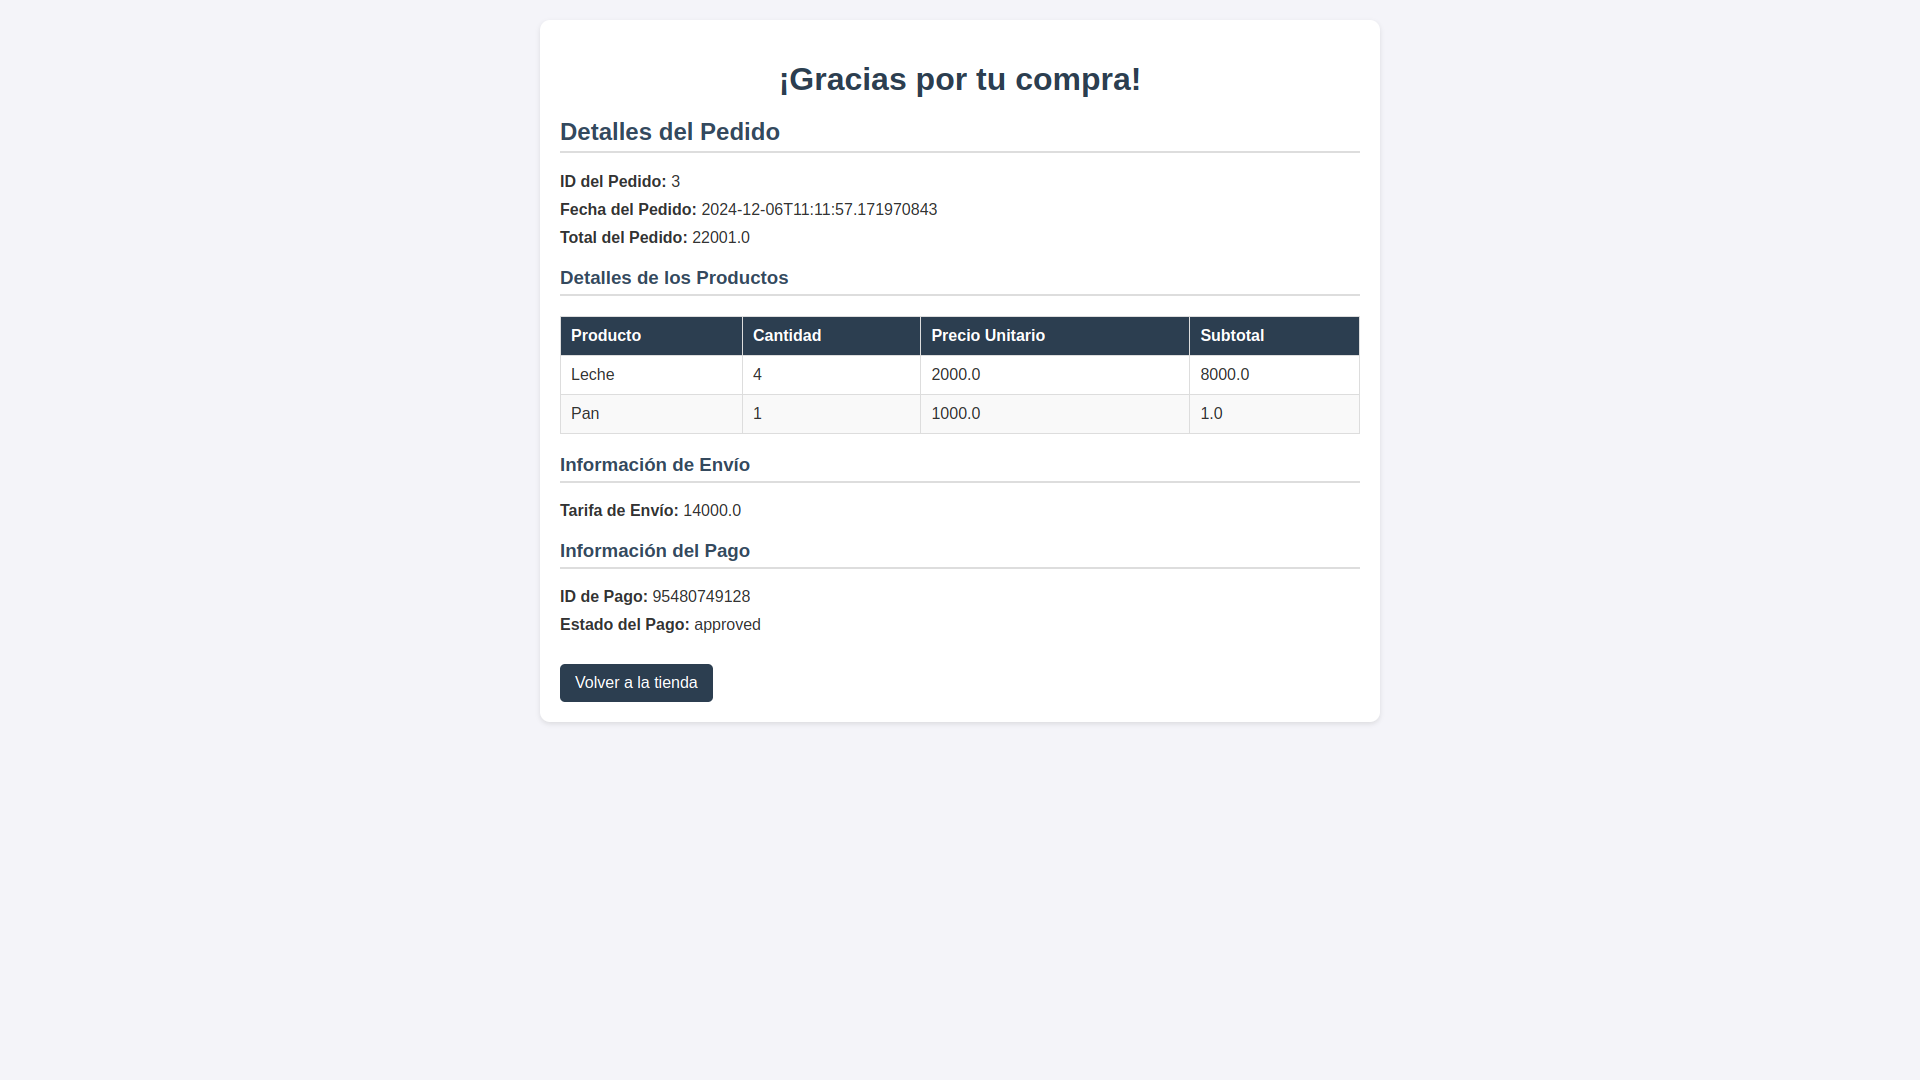 ¡Gracias por tu compra!
Detalles del Pedido
ID del Pedido: 3
Fecha del Pedido: 2024-12-06T11:11:57.171970843
Total del Pedido: 22001.0
Detalles de los Productos
Producto Cantidad Precio Unitario Subtotal
Leche 4 2000.0 8000.0
Pan 1 1000.0 1.0
Información de Envío
Tarifa de Envío: 14000.0
Información del Pago
ID de Pago: 95480749128
Estado del Pago: approved
Volver a la tienda